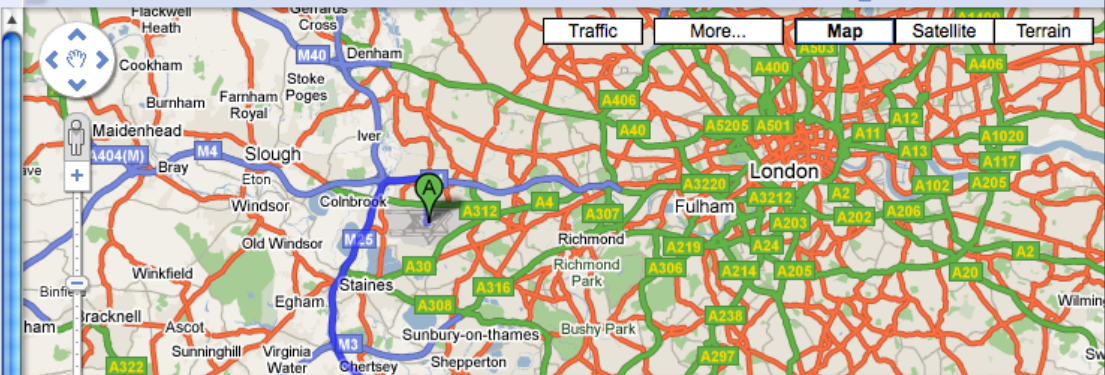 Flackwell
Heath
Gerrards
Cross
Traffic
More...
Map
Satellite
Terrain
M40
Denham
A503
A406
Cookham
A400
Stoke
Poges
Burnham
Farnham
Royal
A406
A12
Maidenhead
Iver
A40
A5205
A501
A11
A1020
A404(M)
M4
Slough
A13
A117
Bray
Eton
A
London
A3220
A102
A205
Windsor
Colnbrook
A312
A4
A307
Fulham
A3212
A2
A202
A206
A203
Old Windsor
M25
Richmond
A219
A24
A2
Winkfield
A30
Richmond
Park
A306
A214
A205
A20
Staines
A316
Egham
A308
A238
Bracknell
Ascot
Sunbury-on-thames
Bushy Park
Sunninghill
Virginia
Water
M3
Shepperton
A297
A322
Chertsey